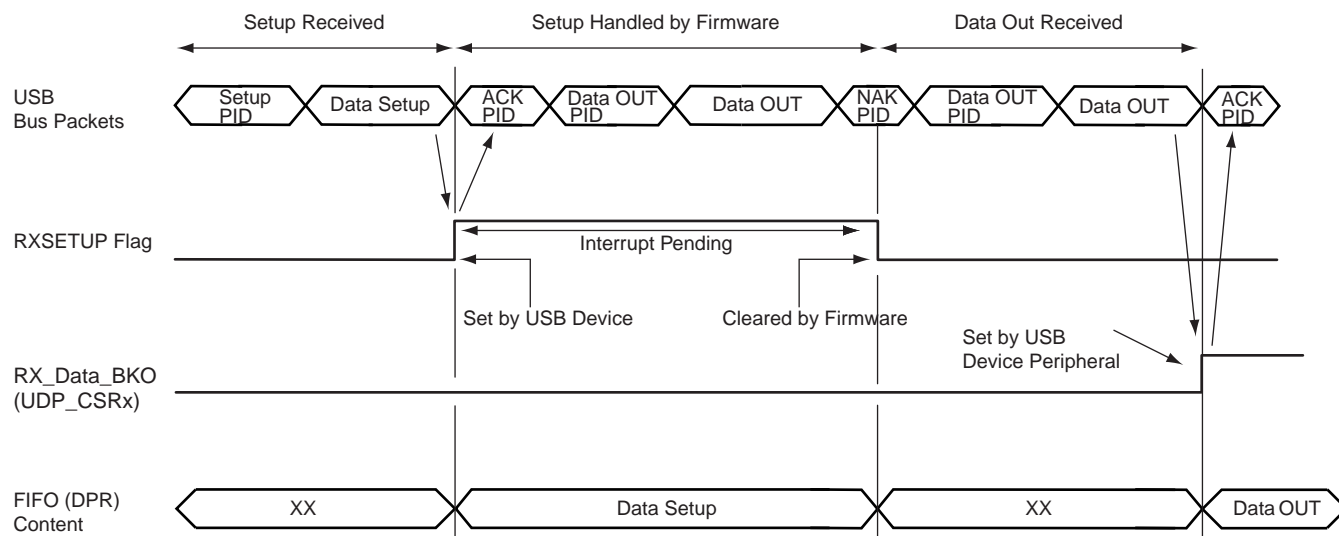 Setup Received
Setup Handled by Firmware
Data Out Received
USB
Bus Packets
Setup
PID
Data Setup
ACK
PID
Data OUT
PID
Data OUT
NAK
PID
Data OUT
PID
Data OUT
ACK
PID
RXSETUP Flag
Interrupt Pending
Set by USB Device
Cleared by Firmware
Set by USB
Device Peripheral
RX_Data_BKO
(UDP_CSRx)
FIFO (DPR)
Content
XX
Data Setup
XX
Data OUT